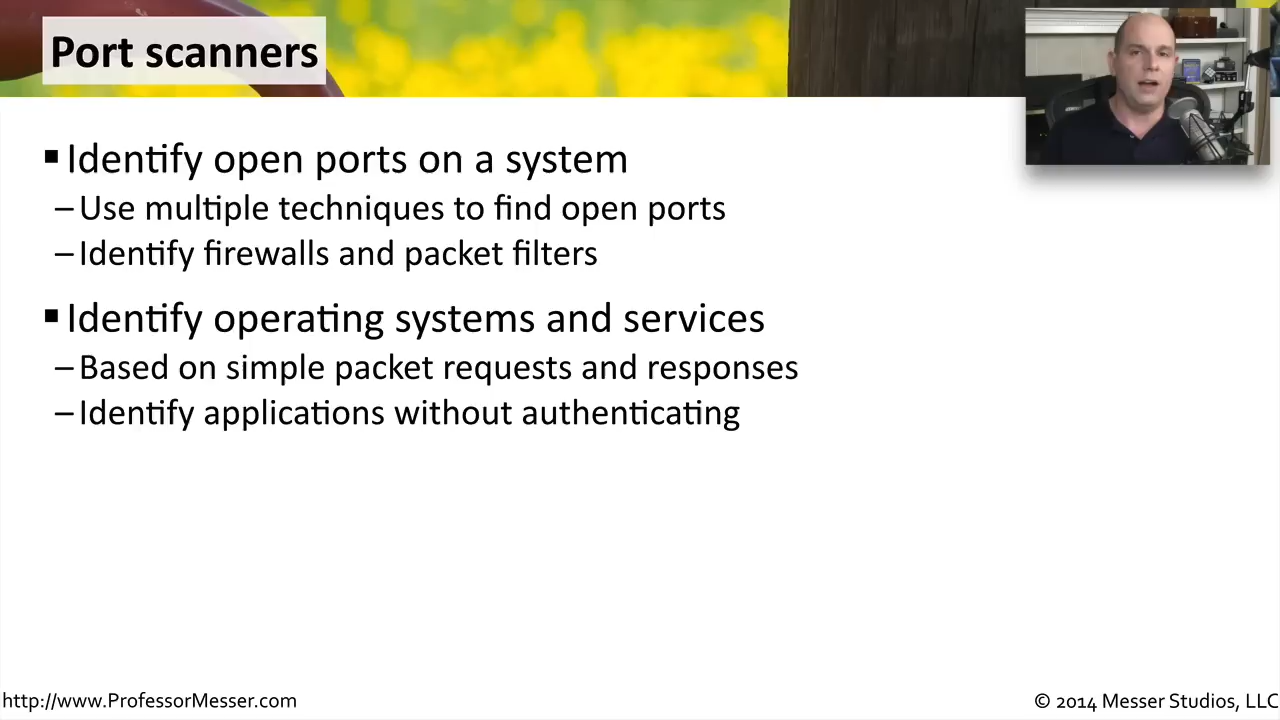 Port scanners
▪ Identify open ports on a system
– Use multiple techniques to find open ports
– Identify firewalls and packet filters
▪ Identify operating systems and services
– Based on simple packet requests and responses
– Identify applications without authenticating
http://www.ProfessorMesser.com
© 2014 Messer Studios, LLC